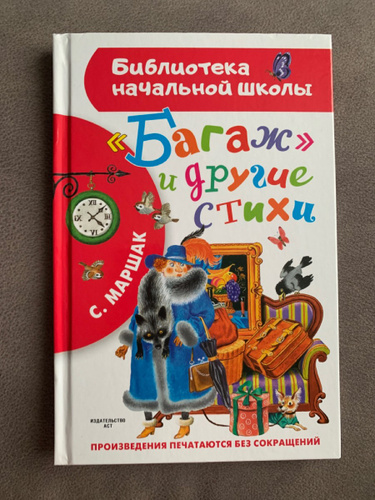 Библиотека
начальной школы
«Багаж»
и другие
стихи
С. МАРШАК
ИЗДАТЕЛЬСТВО
АСТ
ПРОИЗВЕДЕНИЯ ПЕЧАТАЮТСЯ БЕЗ СОКРАЩЕНИЙ